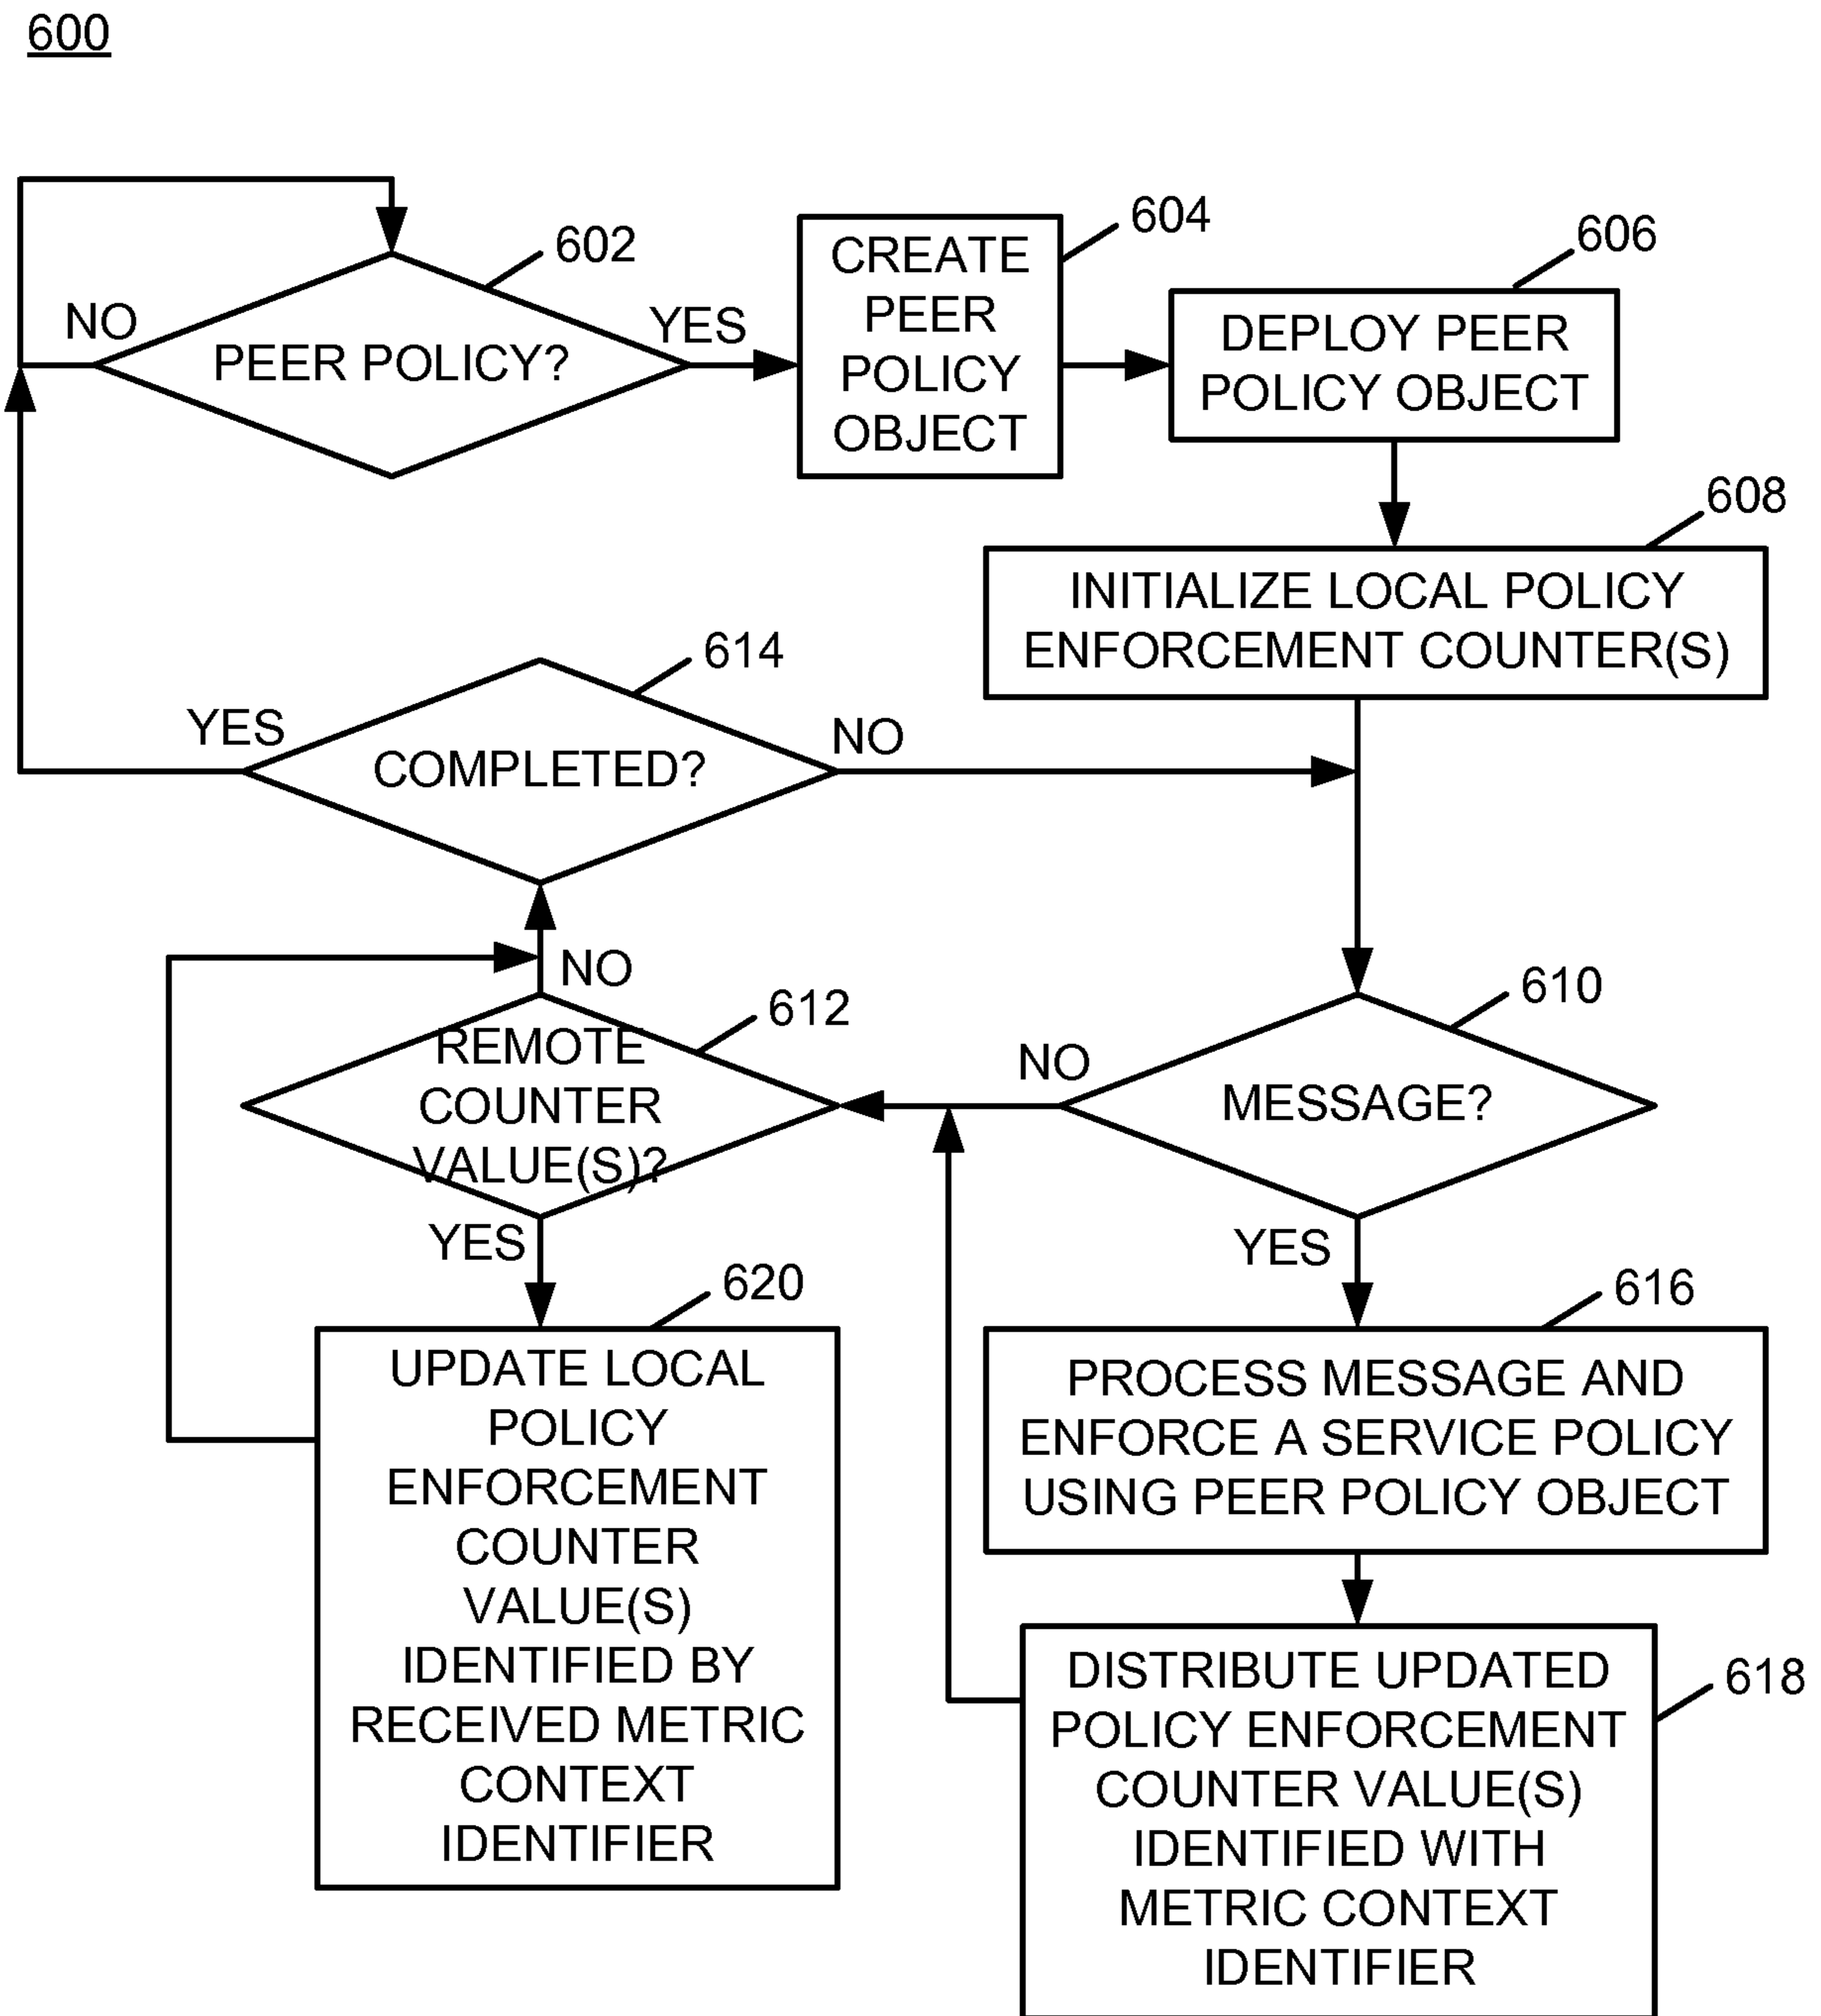 600
602
NO
PEER POLICY?
YES
604
CREATE
PEER
POLICY
OBJECT
606
DEPLOY PEER
POLICY OBJECT
608
INITIALIZE LOCAL POLICY
ENFORCEMENT COUNTER(S)
614
YES
COMPLETED?
NO
NO
612
REMOTE
COUNTER
VALUE(S)?
YES
610
NO
MESSAGE?
YES
620
UPDATE LOCAL
POLICY
ENFORCEMENT
COUNTER
VALUE(S)
IDENTIFIED BY
RECEIVED METRIC
CONTEXT
IDENTIFIER
616
PROCESS MESSAGE AND
ENFORCE A SERVICE POLICY
USING PEER POLICY OBJECT
618
DISTRIBUTE UPDATED
POLICY ENFORCEMENT
COUNTER VALUE(S)
IDENTIFIED WITH
METRIC CONTEXT
IDENTIFIER